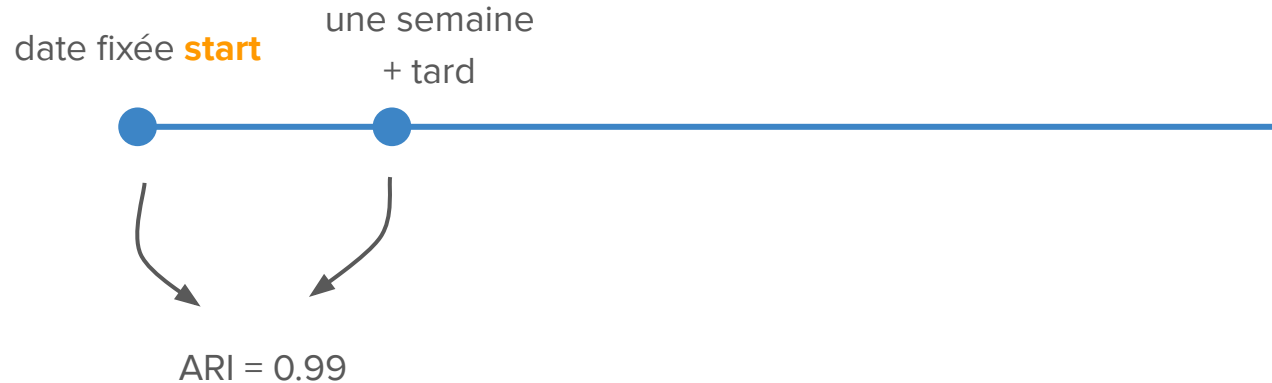 date fixée start
une semaine
+ tard
ARI = 0.99